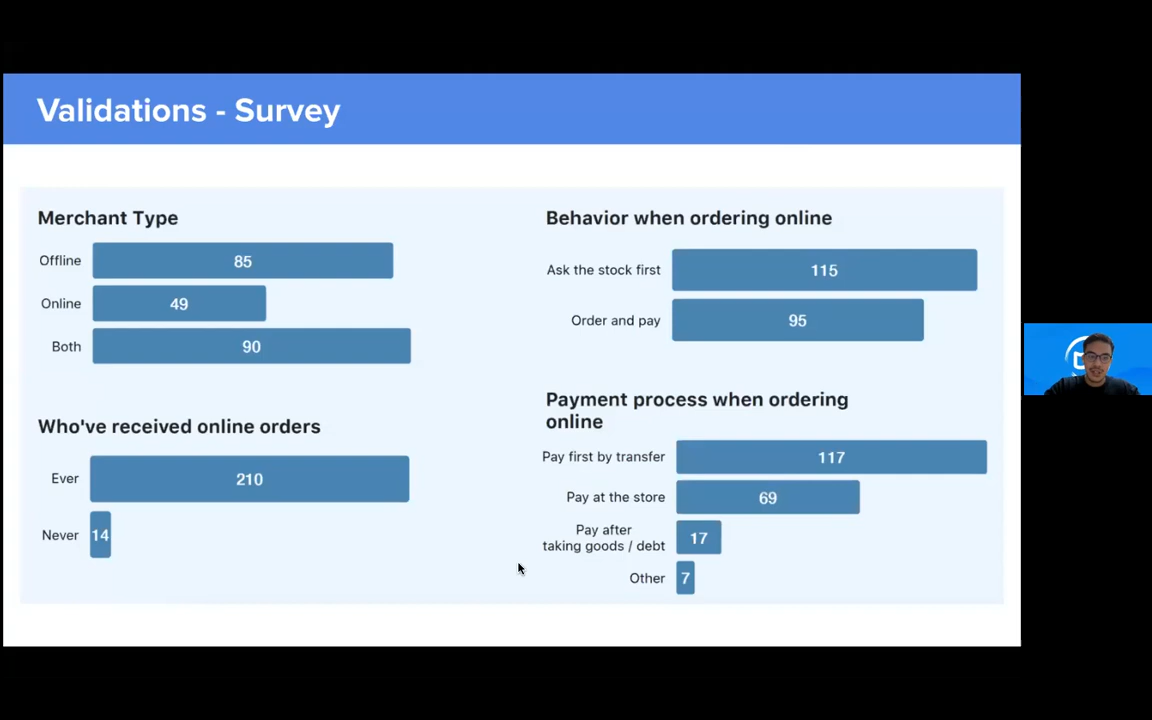 Validations - Survey
Merchant Type
Offline 85
Online 49
Both 90
Who've received online orders
Ever 210
Never 14
Behavior when ordering online
Ask the stock first 115
Order and pay 95
Payment process when ordering
online
Pay first by transfer 117
Pay at the store 69
Pay after
taking goods / debt 17
Other 7